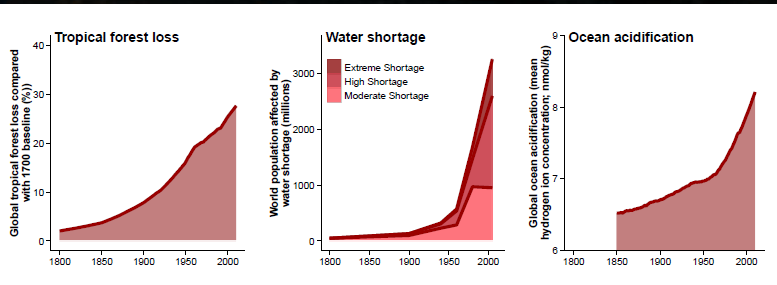 Tropical forest loss
Global tropical forest loss compared
with 1700 baseline (%))
40
30
20
10
0
1800
1850
1900
1950
2000
Water shortage
World population affected by
water shortage (millions)
Extreme Shortage
High Shortage
Moderate Shortage
3000
2000
1000
0
1800
1850
1900
1950
2000
Ocean acidification
Global ocean acidification (mean
hydrogen ion concentration: nmol/kg)
9
8
7
6
1800
1850
1900
1950
2000